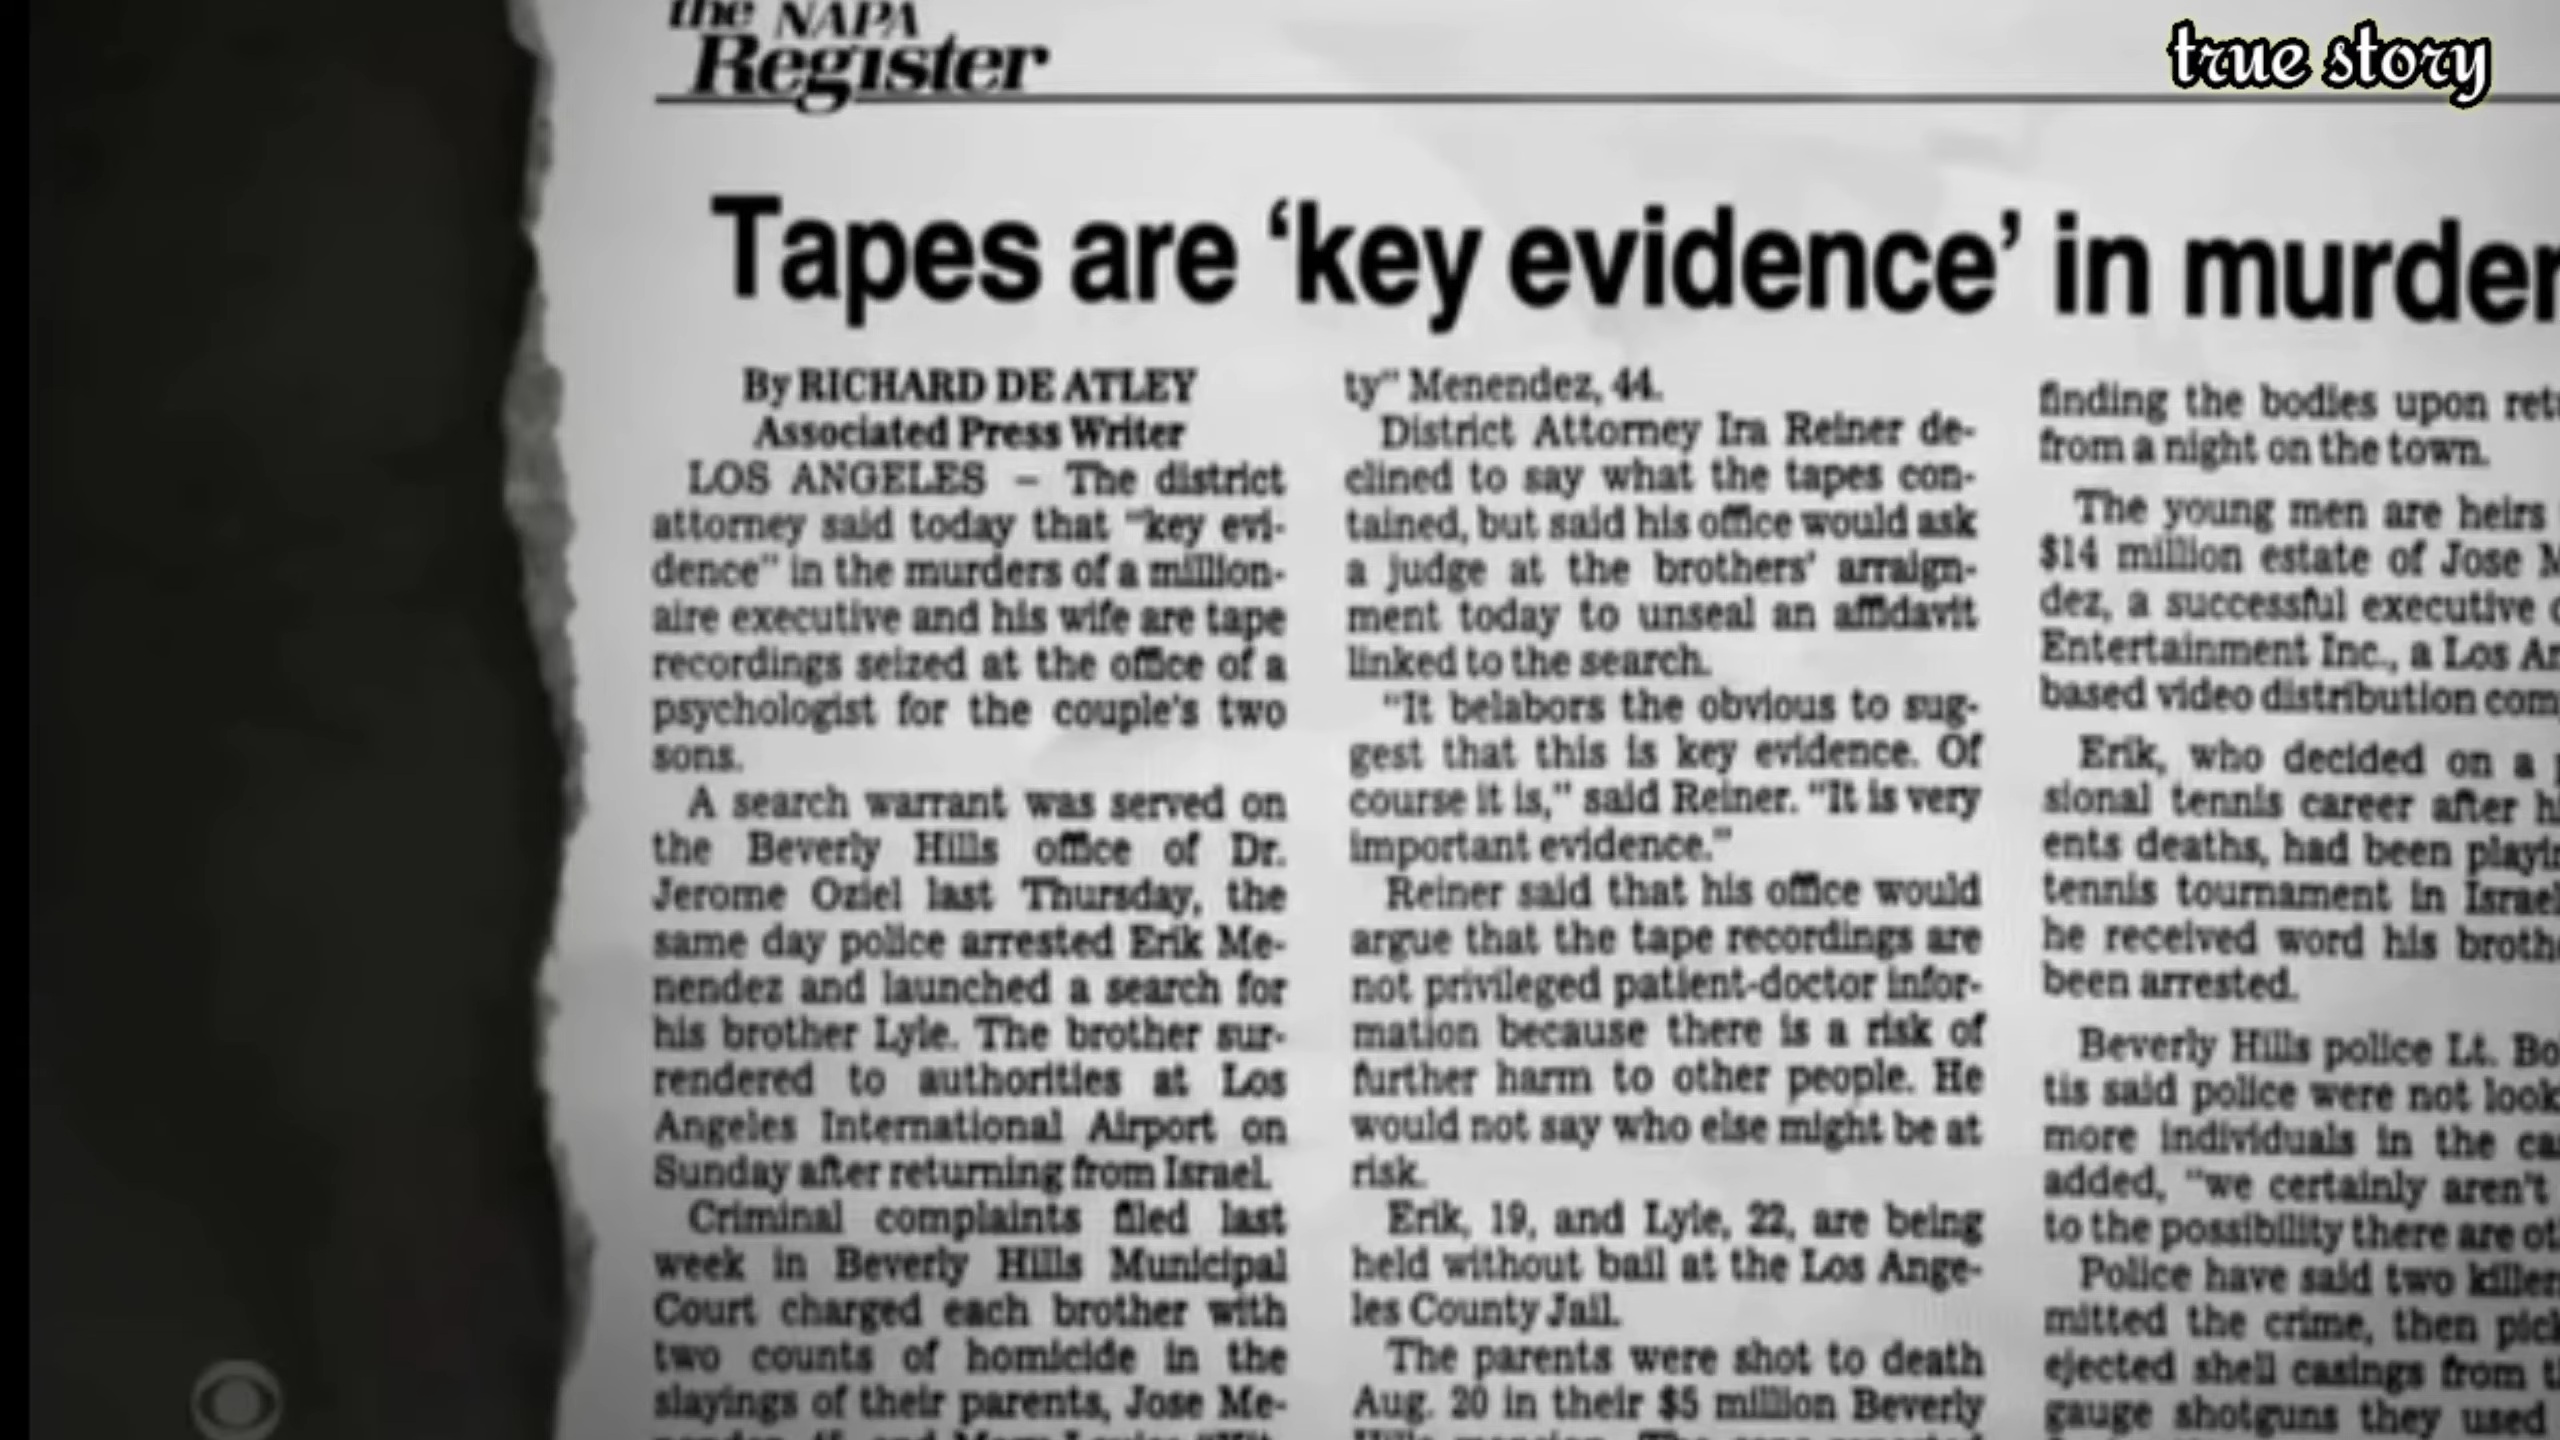 the NAPA
Register
true story
Tapes are ‘key evidence’ in murder
By RICHARD DE ATLEY
Associated Press Writer
LOS ANGELES – The district
attorney said today that “key evi-
dence” in the murders of a million-
aire executive and his wife are tape
recordings seized at the office of a
psychologist for the couple's two
sons.
A search warrant was served on
the Beverly Hills office of Dr.
Jerome Oziel last Thursday, the
same day police arrested Erik Me-
nendez and launched a search for
his brother Lyle. The brother sur-
rendered to authorities at Los
Angeles International Airport on
Sunday after returning from Israel.
Criminal complaints filed last
week in Beverly Hills Municipal
Court charged each brother with
two counts of homicide in the
slayings of their parents, Jose Me-
ty” Menendez, 44.
District Attorney Ira Reiner de-
clined to say what the tapes con-
tained, but said his office would ask
a judge at the brothers' arraign-
ment today to unseal an affidavit
linked to the search.
“It belabors the obvious to sug-
gest that this is key evidence. Of
course it is,” said Reiner. “It is very
important evidence.”
Reiner said that his office would
argue that the tape recordings are
not privileged patient-doctor infor-
mation because there is a risk of
further harm to other people. He
would not say who else might be at
risk.
Erik, 19, and Lyle, 22, are being
held without bail at the Los Ange-
les County Jail.
The parents were shot to death
Aug. 20 in their $5 million Beverly
finding the bodies upon ret
from a night on the town.
The young men are heirs
$14 million estate of Jose M
dez, a successful executive
Entertainment Inc., a Los An
based video distribution com
Erik, who decided on a
sional tennis career after hi
ents deaths, had been playin
tennis tournament in Israel
he received word his broth
been arrested.
Beverly Hills police Lt. Bo
tis said police were not look
more individuals in the ca
added, “we certainly aren't
to the possibility there are ot
Police have said two killer
mitted the crime, then pick
ejected shell casings from t
gauge shotguns they used